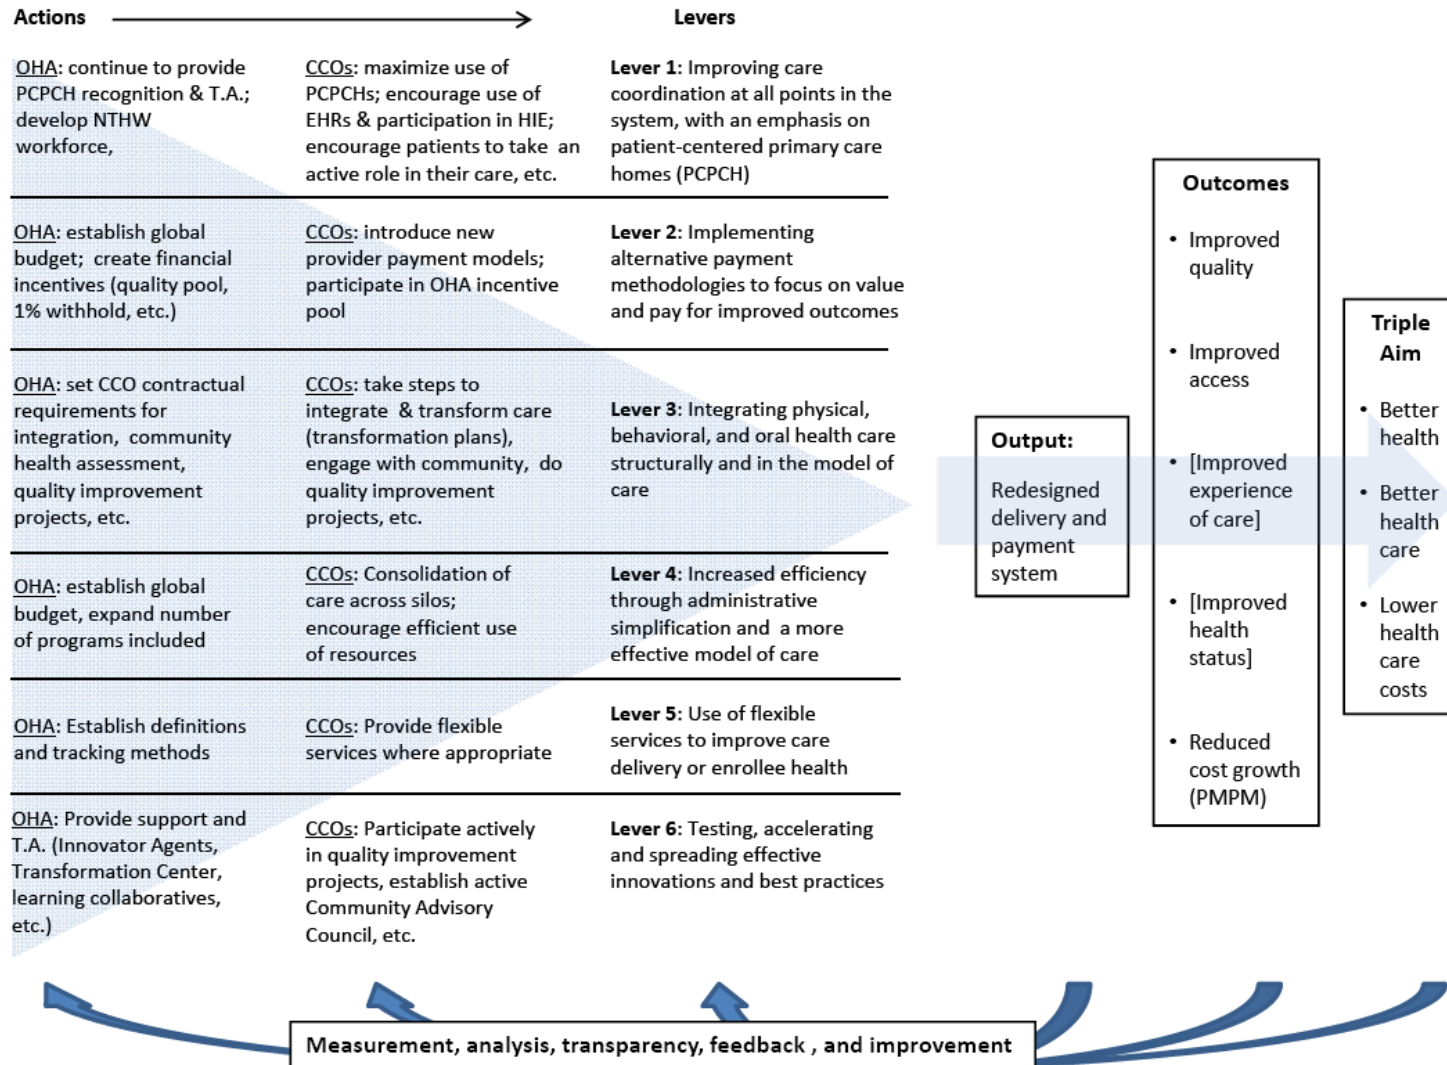 Actions
Levers
OHA: continue to provide
PCPCH recognition & T.A.;
develop NTHW
workforce,
CCOs: maximize use of
PCPCHs; encourage use of
EHRs & participation in HIE;
encourage patients to take an
active role in their care, etc.
Lever 1: Improving care
coordination at all points in the
system, with an emphasis on
patient-centered primary care
homes (PCPCH)
OHA: establish global
budget; create financial
incentives (quality pool,
1% withhold, etc.)
CCOs: introduce new
provider payment models;
participate in OHA incentive
pool
Lever 2: Implementing
alternative payment
methodologies to focus on value
and pay for improved outcomes
OHA: set CCO contractual
requirements for
integration, community
health assessment,
quality improvement
projects, etc.
CCOs: take steps to
integrate & transform care
(transformation plans),
engage with community, do
quality improvement
projects, etc.
Lever 3: Integrating physical,
behavioral, and oral health care
structurally and in the model of
care
OHA: establish global
budget, expand number
of programs included
CCOs: Consolidation of
care across silos;
encourage efficient use
of resources
Lever 4: Increased efficiency
through administrative
simplification and a more
effective model of care
OHA: Establish definitions
and tracking methods
CCOs: Provide flexible
services where appropriate
Lever 5: Use of flexible
services to improve care
delivery or enrollee health
OHA: Provide support and
T.A. (Innovator Agents,
Transformation Center,
learning collaboratives,
etc.)
CCOs: Participate actively
in quality improvement
projects, establish active
Community Advisory
Council, etc.
Lever 6: Testing, accelerating
and spreading effective
innovations and best practices
Output:
Redesigned
delivery and
payment
system
Outcomes
• Improved
quality
• Improved
access
• [Improved
experience
of care]
• [Improved
health
status]
• Reduced
cost growth
(PMPM)
Triple
Aim
• Better
health
• Better
health
care
• Lower
health
care
costs
Measurement, analysis, transparency, feedback , and improvement